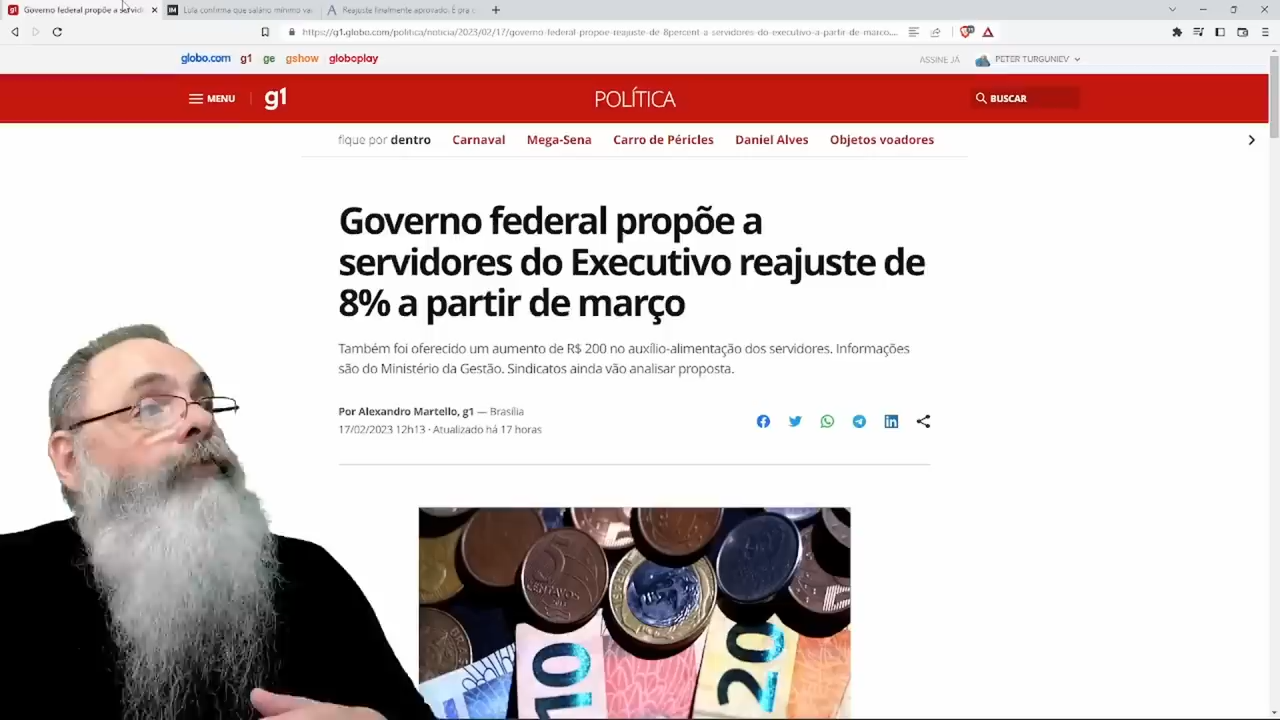 Governo federal propõe a servid
Lula confirma que salário mínimo va
Reajuste finalmente aprovado. É pra c
https://g1.globo.com/politica/noticia/2023/02/17/governo-federal-propoe-reajuste-de-8percent-a-servidores-do-executivo-a-partir-de-marco,...
globo.com g1 ge gshow globoplay ASSINE JÁ PETER TURGUNIEV
MENU g1 POLÍTICA BUSCAR
fique por dentro Carnaval Mega-Sena Carro de Péricles Daniel Alves Objetos voadores
Governo federal propõe a
servidores do Executivo reajuste de
8% a partir de março
Também foi oferecido um aumento de R$ 200 no auxílio-alimentação dos servidores. Informações
são do Ministério da Gestão. Sindicatos ainda vão analisar proposta.
Por Alexandro Martello, g1 — Brasília
17/02/2023 12h13 · Atualizado há 17 horas
CENTAVOS
10
20